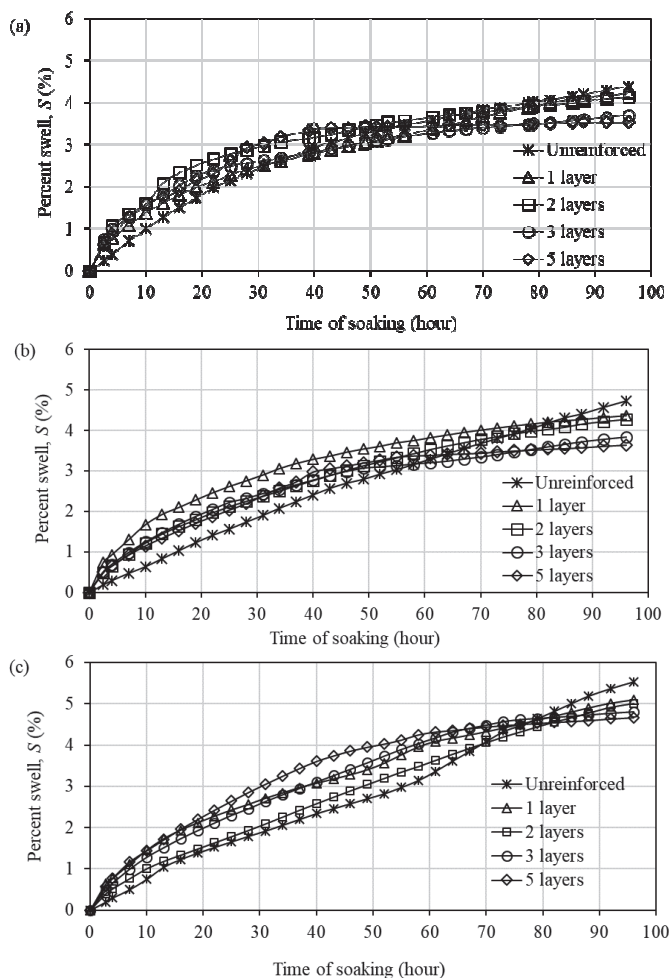 (a)
6
5
4
3
2
1
0
Percent swell, S (%)
Unreinforced
1 layer
2 layers
3 layers
5 layers
0 10 20 30 40 50 60 70 80 90 100
Time of soaking (hour)
(b)
6
5
4
3
2
1
0
Percent swell, S (%)
Unreinforced
1 layer
2 layers
3 layers
5 layers
0 10 20 30 40 50 60 70 80 90 100
Time of soaking (hour)
(c)
6
5
4
3
2
1
0
Percent swell, S (%)
Unreinforced
1 layer
2 layers
3 layers
5 layers
0 10 20 30 40 50 60 70 80 90 100
Time of soaking (hour)